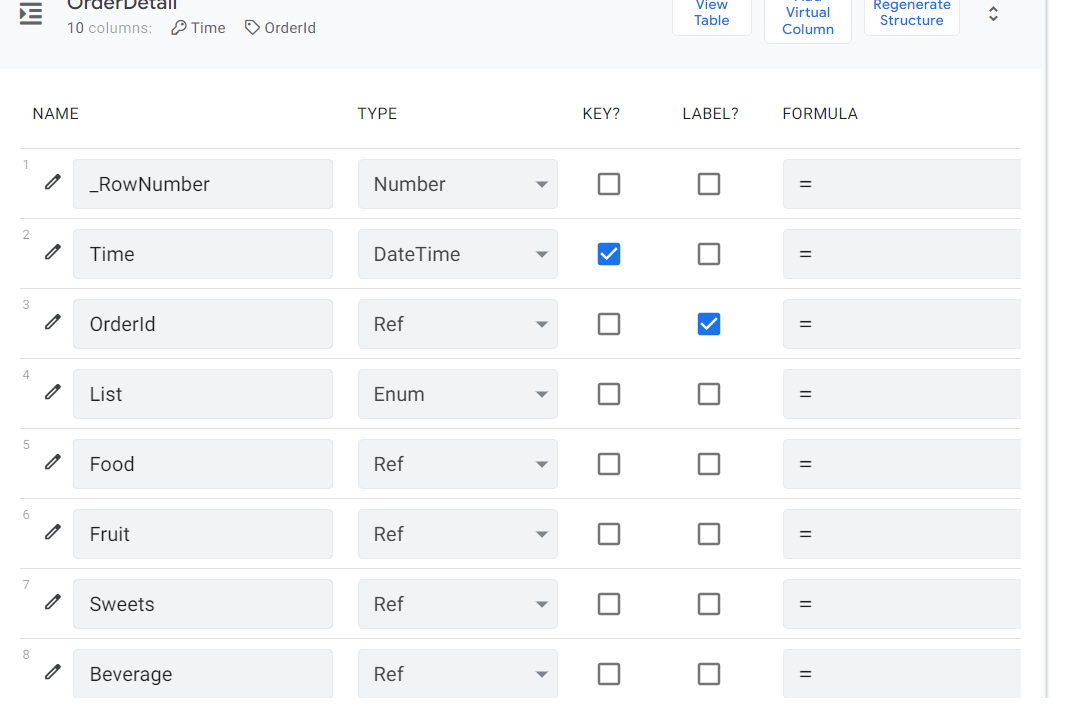 OrderDetail
10 columns: Time OrderId
View
Table
Add
Virtual
Column
Regenerate
Structure
NAME TYPE KEY? LABEL? FORMULA
1 _RowNumber Number =
2 Time DateTime =
3 OrderId Ref =
4 List Enum =
5 Food Ref =
6 Fruit Ref =
7 Sweets Ref =
8 Beverage Ref =